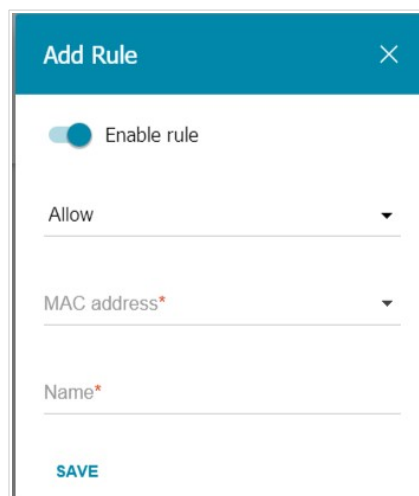 Add Rule
Enable rule
Allow
MAC address*
Name*
SAVE